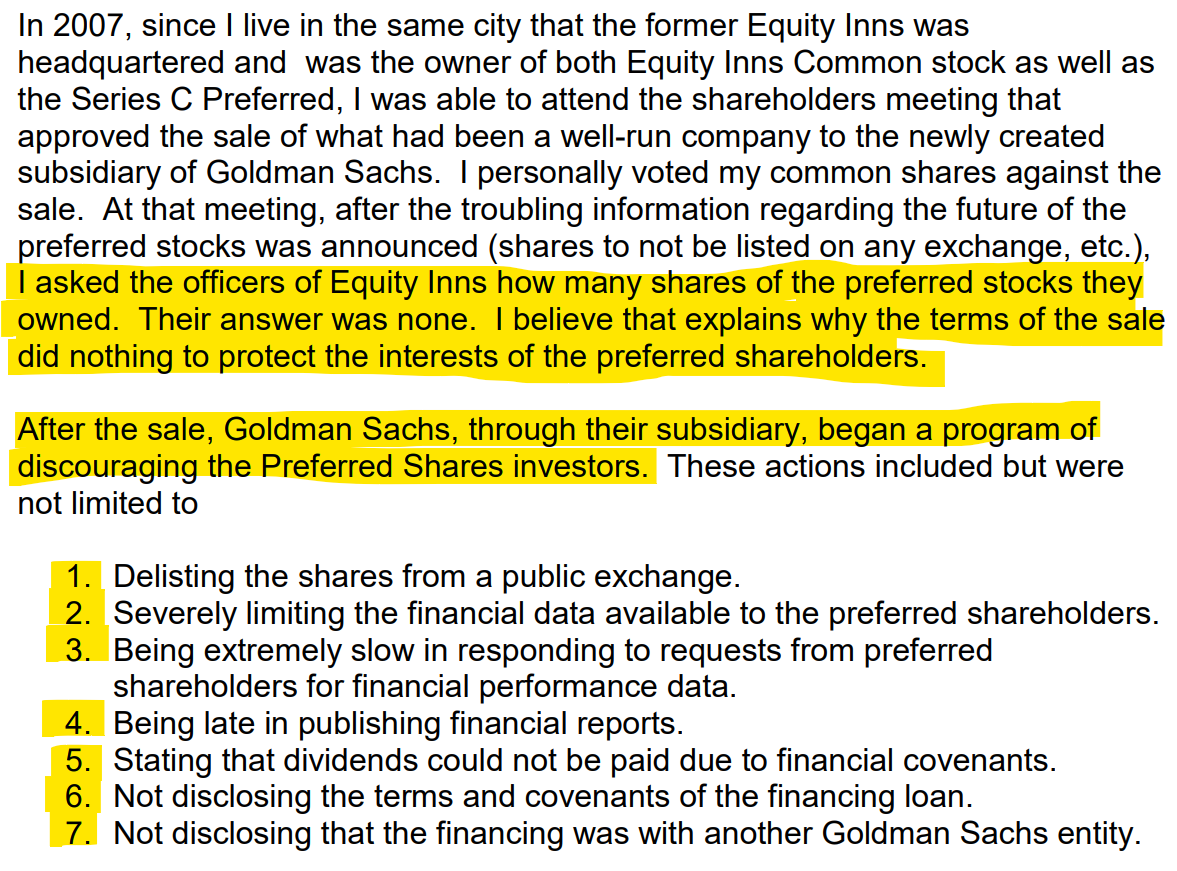 In 2007, since I live in the same city that the former Equity Inns was
headquartered and  was the owner of both Equity Inns Common stock as well as
the Series C Preferred, I was able to attend the shareholders meeting that
approved the sale of what had been a well-run company to the newly created
subsidiary of Goldman Sachs.  I personally voted my common shares against the
sale.  At that meeting, after the troubling information regarding the future of the
preferred stocks was announced (shares to not be listed on any exchange, etc.),
I asked the officers of Equity Inns how many shares of the preferred stocks they
owned.  Their answer was none.  I believe that explains why the terms of the sale
did nothing to protect the interests of the preferred shareholders.
After the sale, Goldman Sachs, through their subsidiary, began a program of
discouraging the Preferred Shares investors.  These actions included but were
not limited to
1. Delisting the shares from a public exchange.
2. Severely limiting the financial data available to the preferred shareholders.
3. Being extremely slow in responding to requests from preferred
shareholders for financial performance data.
4. Being late in publishing financial reports.
5. Stating that dividends could not be paid due to financial covenants.
6. Not disclosing the terms and covenants of the financing loan.
7. Not disclosing that the financing was with another Goldman Sachs entity.